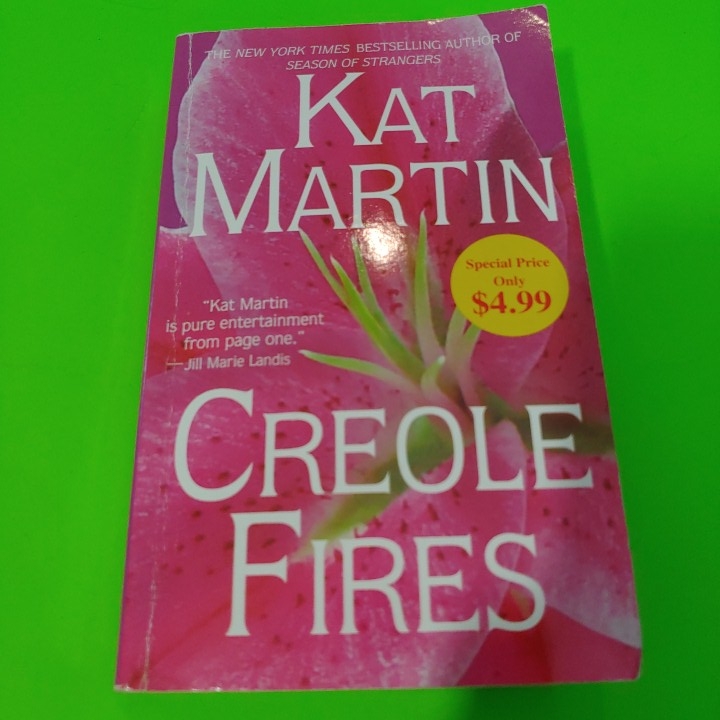 THE NEW YORK TIMES BESTSELLING AUTHOR OF
SEASON OF STRANGERS
KAT
MARTIN
Special Price
Only
$4.99
"Kat Martin
is pure entertainment
from page one."
—Jill Marie Landis
CREOLE
FIRES